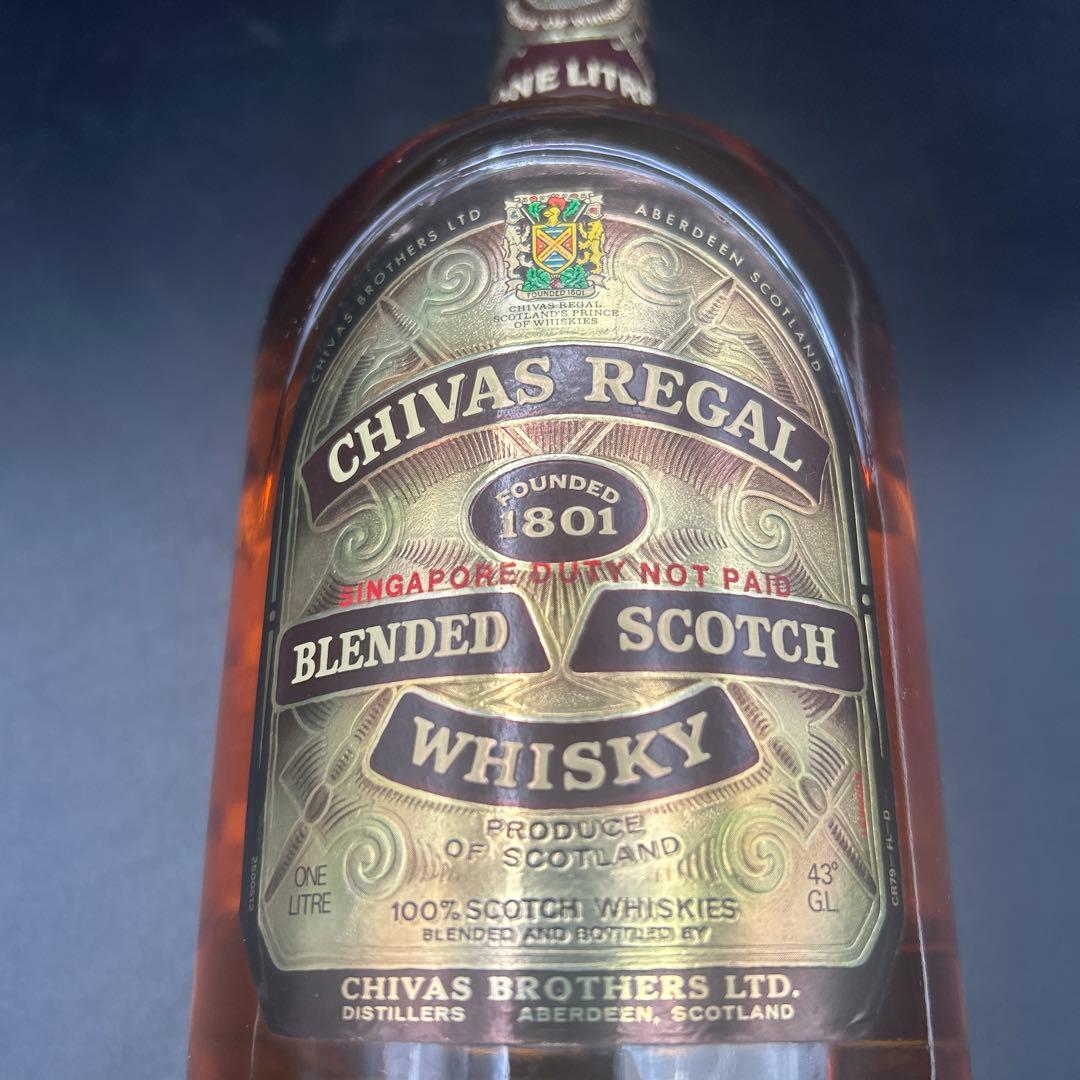 ONE LITRE
CHIVAS BROTHERS LTD
ABERDEEN SCOTLAND
FOUNDED 1801
CHIVAS REGAL
SCOTLAND'S PRINCE
OF WHISKIES
CHIVAS REGAL
FOUNDED
1801
SINGAPORE DUTY NOT PAID
BLENDED SCOTCH
WHISKY
PRODUCE
OF SCOTLAND
ONE
LITRE
43°
G.L.
100% SCOTCH WHISKIES
BLENDED AND BOTTLED BY
CHIVAS BROTHERS LTD.
DISTILLERS ABERDEEN, SCOTLAND
CR79-FL-D